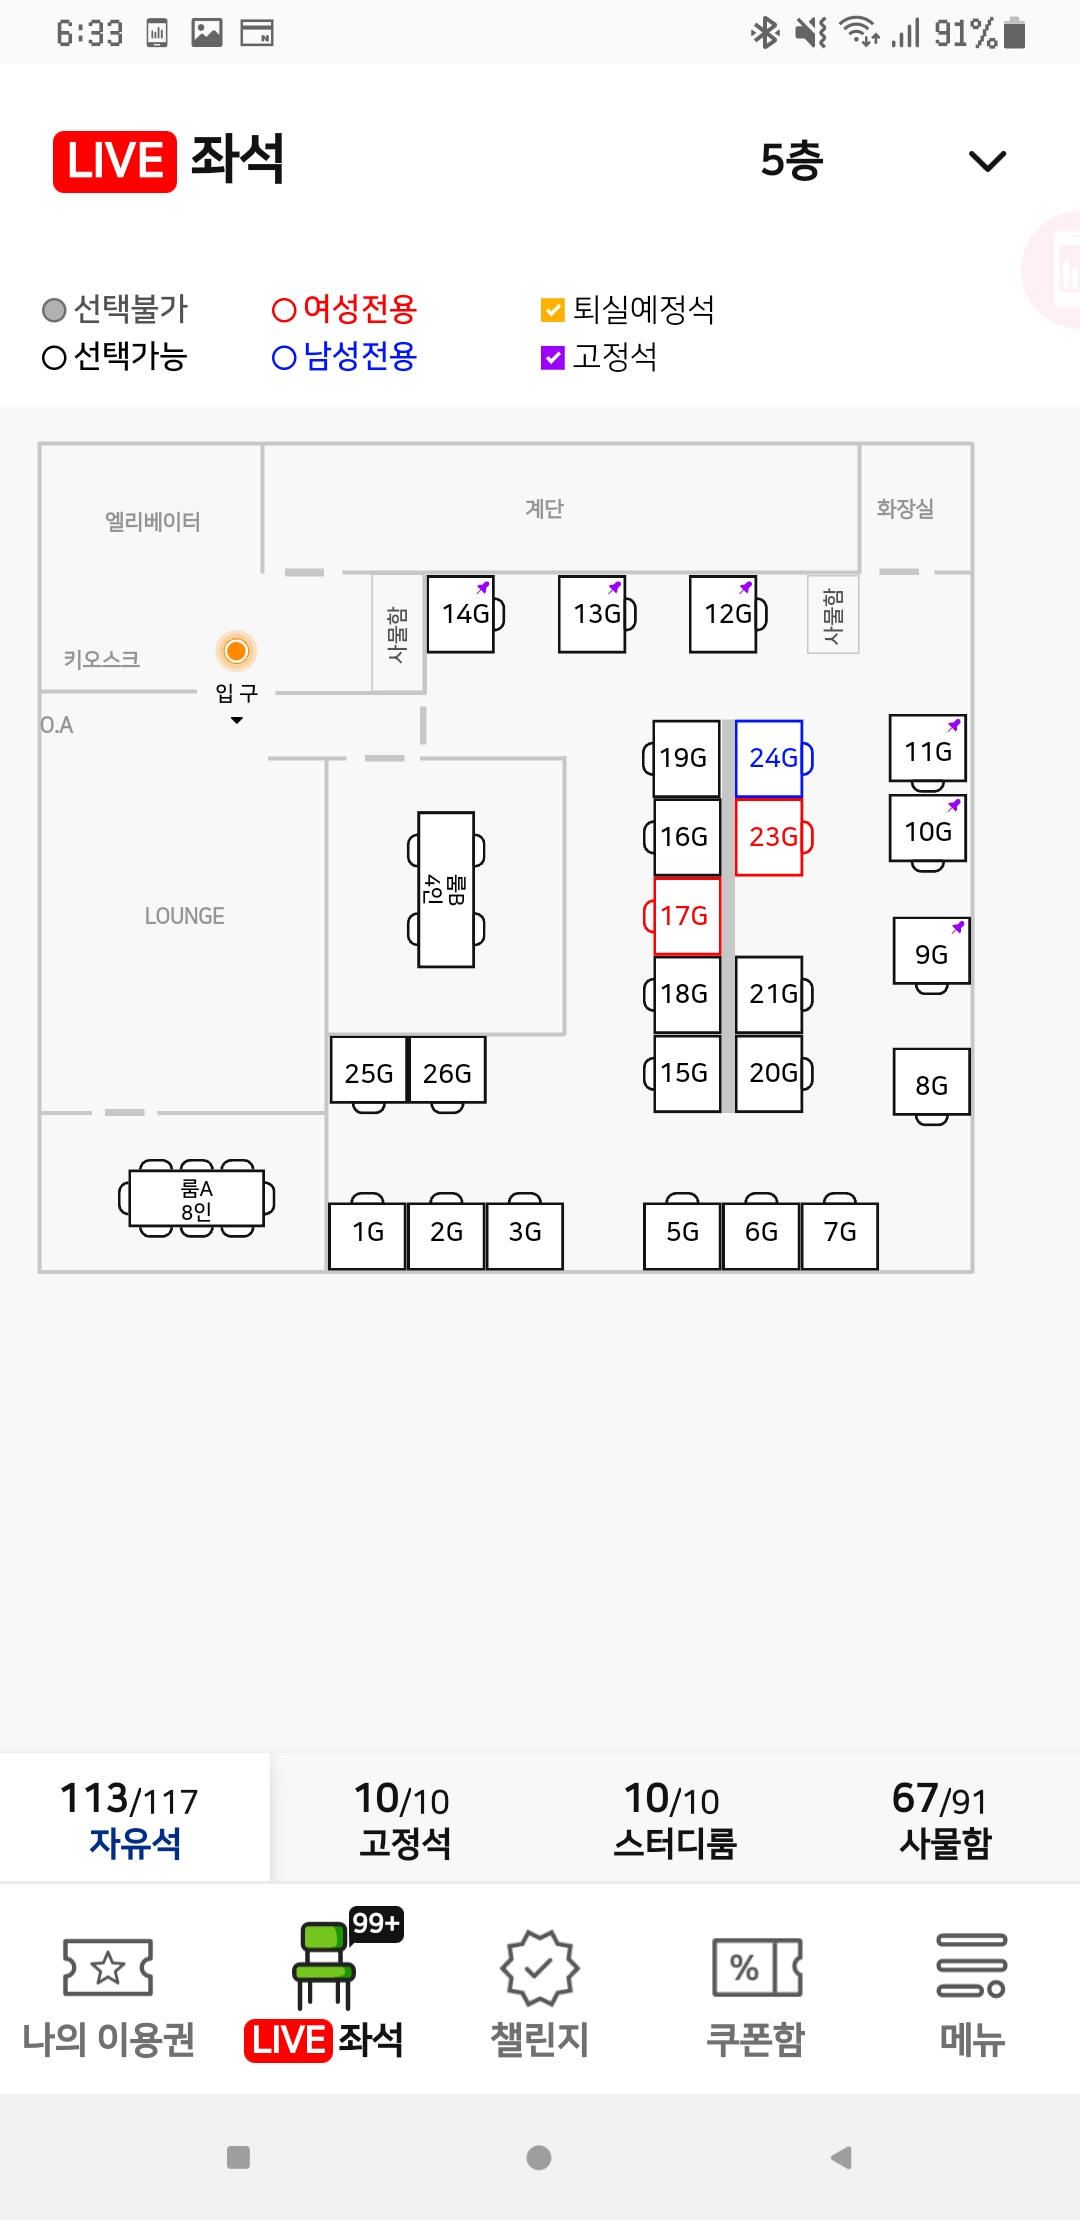 6:33
91%
LIVE 좌석
5층
선택불가
여성전용
퇴실예정석
선택가능
남성전용
고정석
엘리베이터
계단
화장실
사물함
14G
13G
12G
사물함
키오스크
입 구
O.A
11G
19G
24G
10G
16G
23G
룸B
4인
LOUNGE
17G
9G
18G
21G
25G
26G
15G
20G
8G
룸A
8인
1G
2G
3G
5G
6G
7G
113/117
자유석
10/10
고정석
10/10
스터디룸
67/91
사물함
99+
나의 이용권
LIVE 좌석
챌린지
%
쿠폰함
메뉴